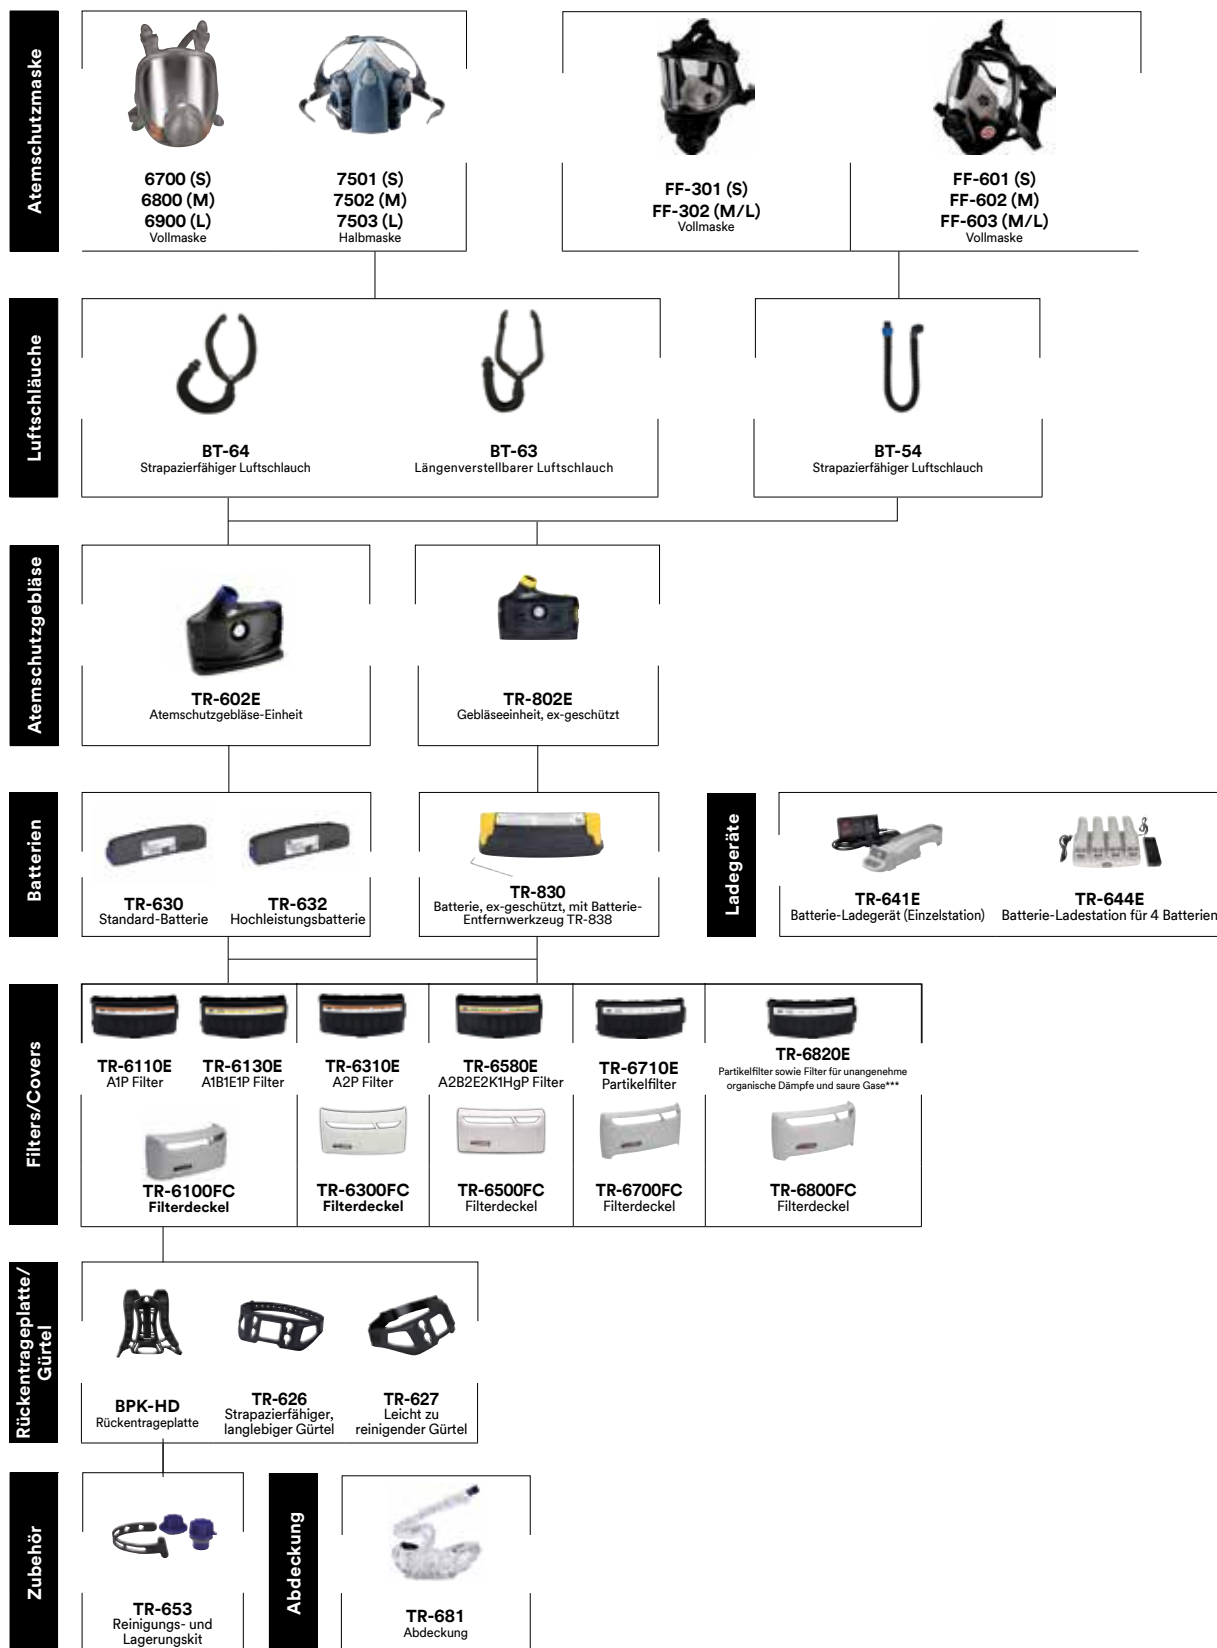 Atemschutzmaske
6700 (S)
6800 (M)
6900 (L)
Vollmaske
7501 (S)
7502 (M)
7503 (L)
Halbmaske
FF-301 (S)
FF-302 (M/L)
Vollmaske
FF-601 (S)
FF-602 (M)
FF-603 (M/L)
Vollmaske
Luftschläuche
BT-64
Strapazierfähiger Luftschlauch
BT-63
Längenverstellbarer Luftschlauch
BT-54
Strapazierfähiger Luftschlauch
Atemschutzgebläse
TR-602E
Atemschutzgebläse-Einheit
TR-802E
Gebläseeinheit, ex-geschützt
Batterien
TR-630
Standard-Batterie
TR-632
Hochleistungsbatterie
TR-830
Batterie, ex-geschützt, mit Batterie-
Entfernwerkzeug TR-838
Ladegeräte
TR-641E
Batterie-Ladegerät (Einzelstation)
TR-644E
Batterie-Ladestation für 4 Batterien
Filters/Covers
TR-6110E
A1P Filter
TR-6130E
A1B1E1P Filter
TR-6310E
A2P Filter
TR-6580E
A2B2E2K1HgP Filter
TR-6710E
Partikelfilter
TR-6820E
Partikelfilter sowie Filter für unangenehme
organische Dämpfe und saure Gase***
TR-6100FC
Filterdeckel
TR-6300FC
Filterdeckel
TR-6500FC
Filterdeckel
TR-6700FC
Filterdeckel
TR-6800FC
Filterdeckel
Rückentrageplatte/
Gürtel
BPK-HD
Rückentrageplatte
TR-626
Strapazierfähiger,
langlebiger Gürtel
TR-627
Leicht zu
reinigender Gürtel
Zubehör
TR-653
Reinigungs- und
Lagerungskit
Abdeckung
TR-681
Abdeckung